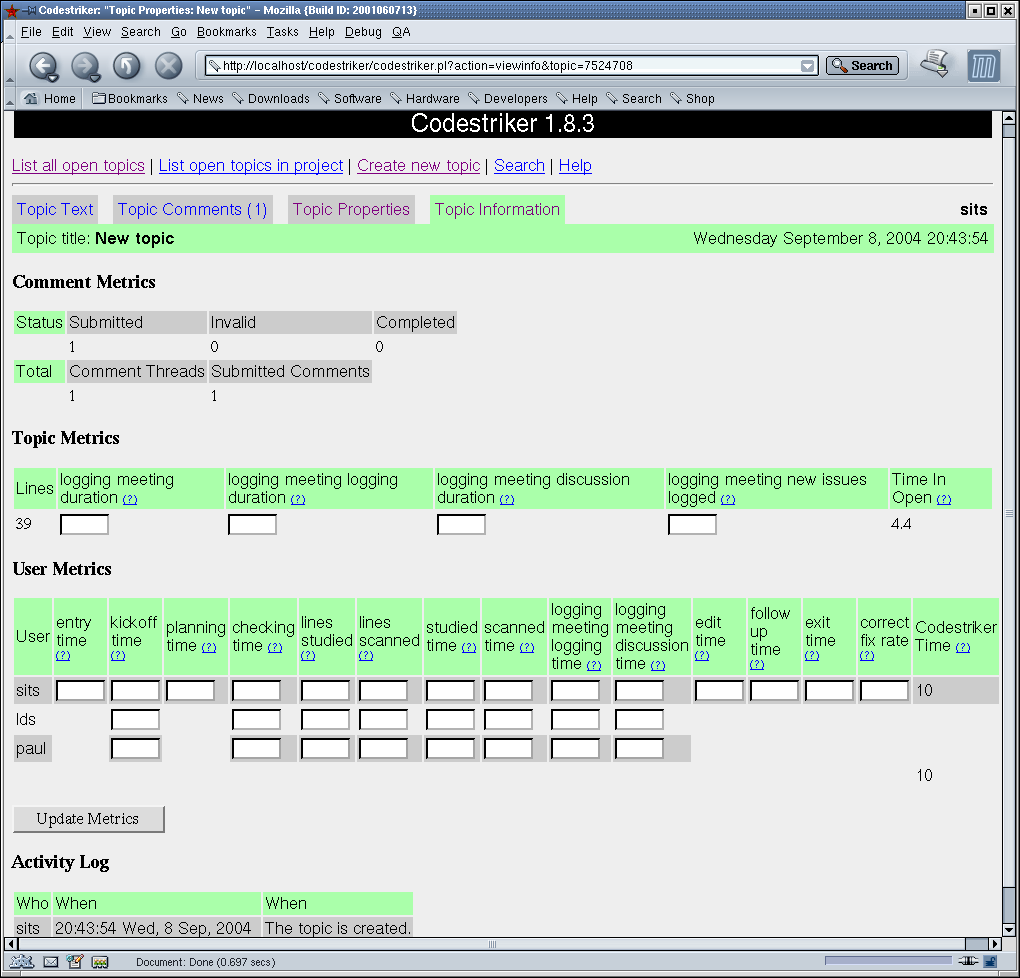 Codestriker: "Topic Properties: New topic" - Mozilla {Build ID: 2001060713}
File Edit View Search Go Bookmarks Tasks Help Debug QA
http://localhost/codestriker/codestriker.pl?action=viewinfo&topic=7524708 Search
Home Bookmarks News Downloads Software Hardware Developers Help Search Shop
Codestriker 1.8.3
List all open topics | List open topics in project | Create new topic | Search | Help
Topic Text Topic Comments (1) Topic Properties Topic Information sits
Topic title: New topic Wednesday September 8, 2004 20:43:54
Comment Metrics
Status Submitted Invalid Completed
1 0 0
Total Comment Threads Submitted Comments
1 1
Topic Metrics
Lines logging meeting duration (?) logging meeting logging duration (?) logging meeting discussion duration (?) logging meeting new issues logged (?) Time In Open (?)
39 4.4
User Metrics
User entry time (?) kickoff time (?) planning time (?) checking time (?) lines studied (?) lines scanned (?) studied time (?) scanned time (?) logging meeting logging time (?) logging meeting discussion time (?) edit time (?) follow up time (?) exit time (?) correct fix rate (?) Codestriker Time (?)
sits 10
lds
paul
10
Update Metrics
Activity Log
Who When When
sits 20:43:54 Wed, 8 Sep, 2004 The topic is created.
Document: Done (0.697 secs)